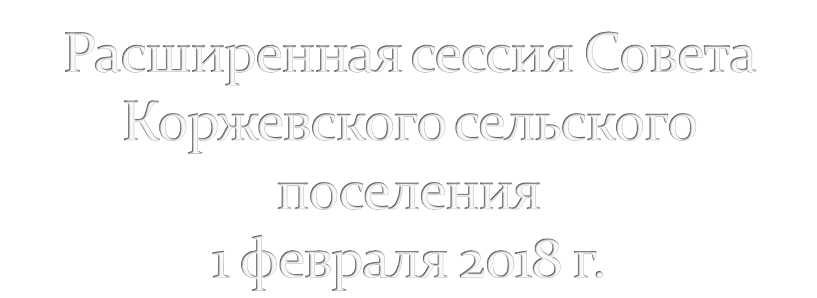 Расширенная сессия Совета
Коржевского сельского
поселения
1 февраля 2018 г.